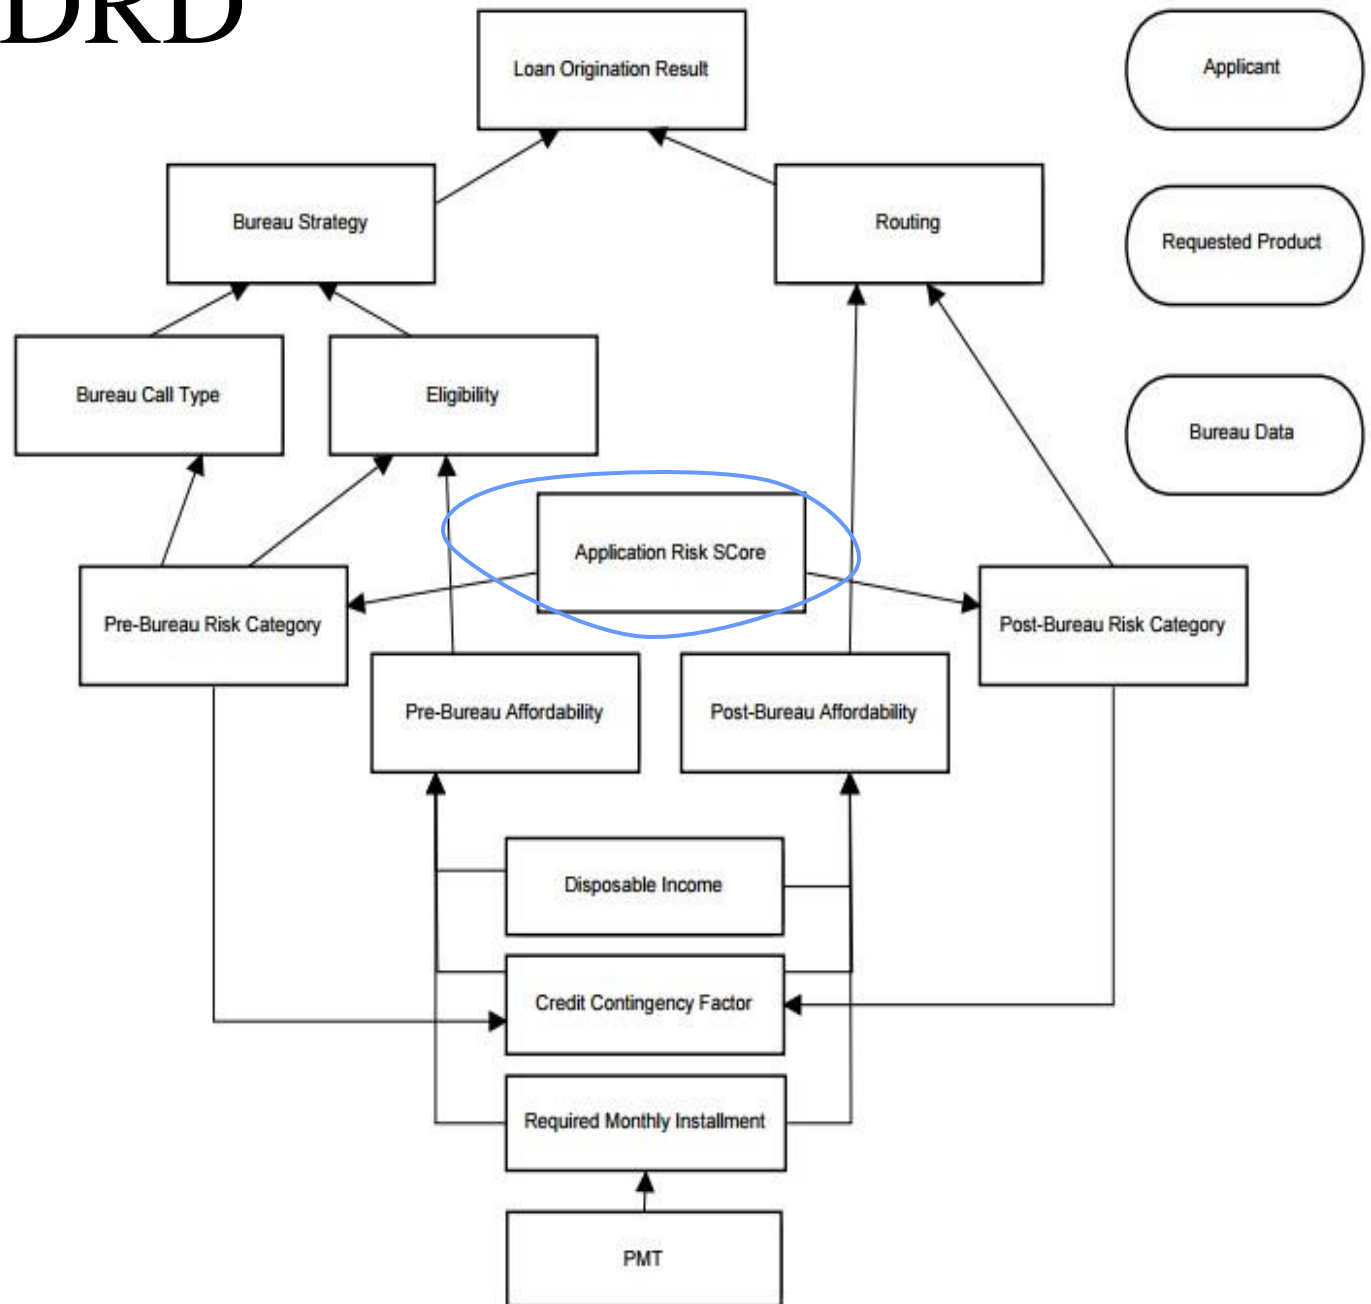 DRD
Loan Origination Result
Applicant
Bureau Strategy
Routing
Requested Product
Bureau Call Type
Eligibility
Bureau Data
Application Risk SCore
Pre-Bureau Risk Category
Post-Bureau Risk Category
Pre-Bureau Affordability
Post-Bureau Affordability
Disposable Income
Credit Contingency Factor
Required Monthly Installment
PMT